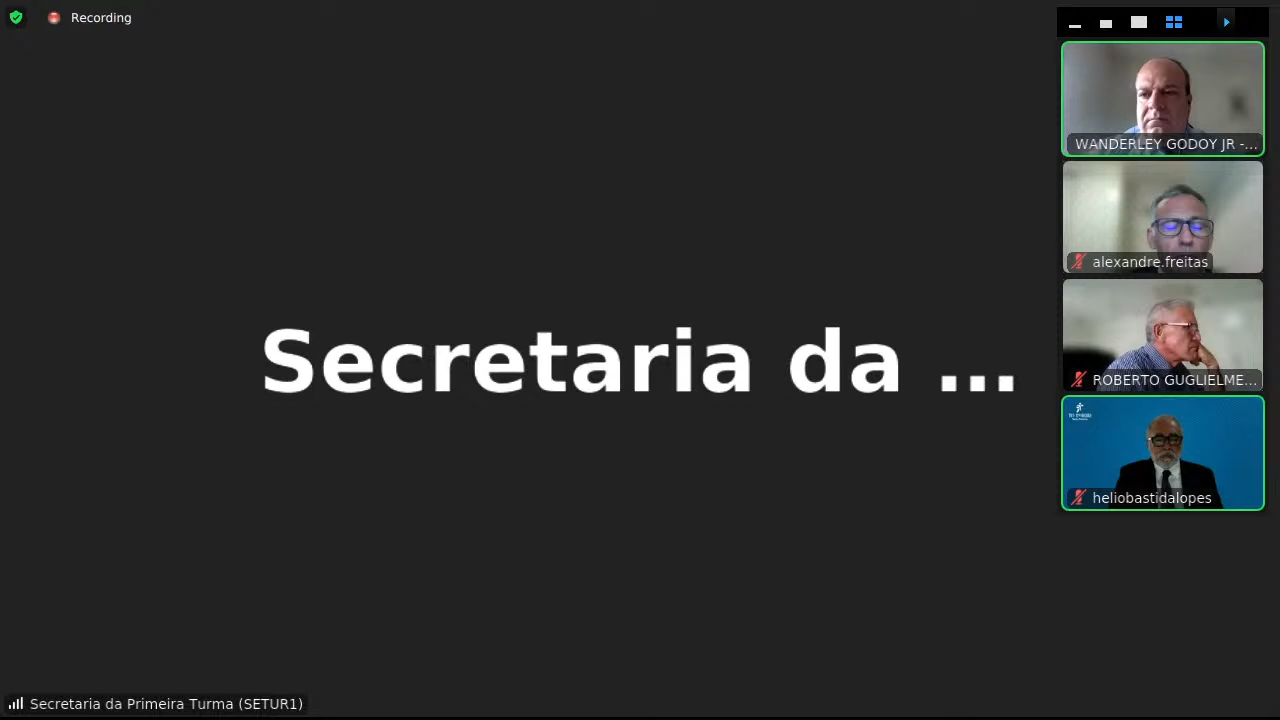 Recording
WANDERLEY GODOY JR -...
alexandre.freitas
ROBERTO GUGLIELME...
heliobastidalopes
Secretaria da ...
Secretaria da Primeira Turma (SETUR1)